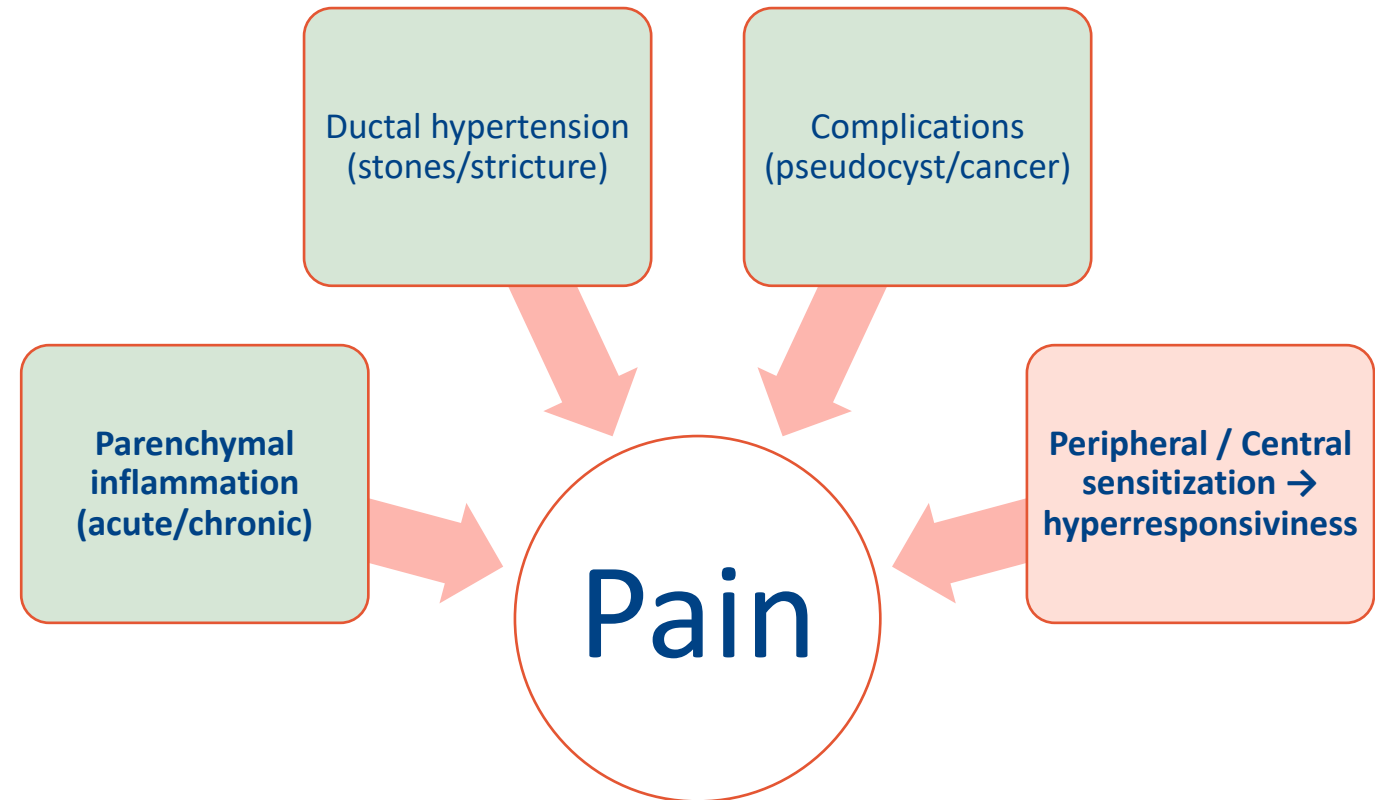 Ductal hypertension
(stones/stricture)
Complications
(pseudocyst/cancer)
Parenchymal
inflammation
(acute/chronic)
Peripheral / Central
sensitization →
hyperresponsiviness
Pain